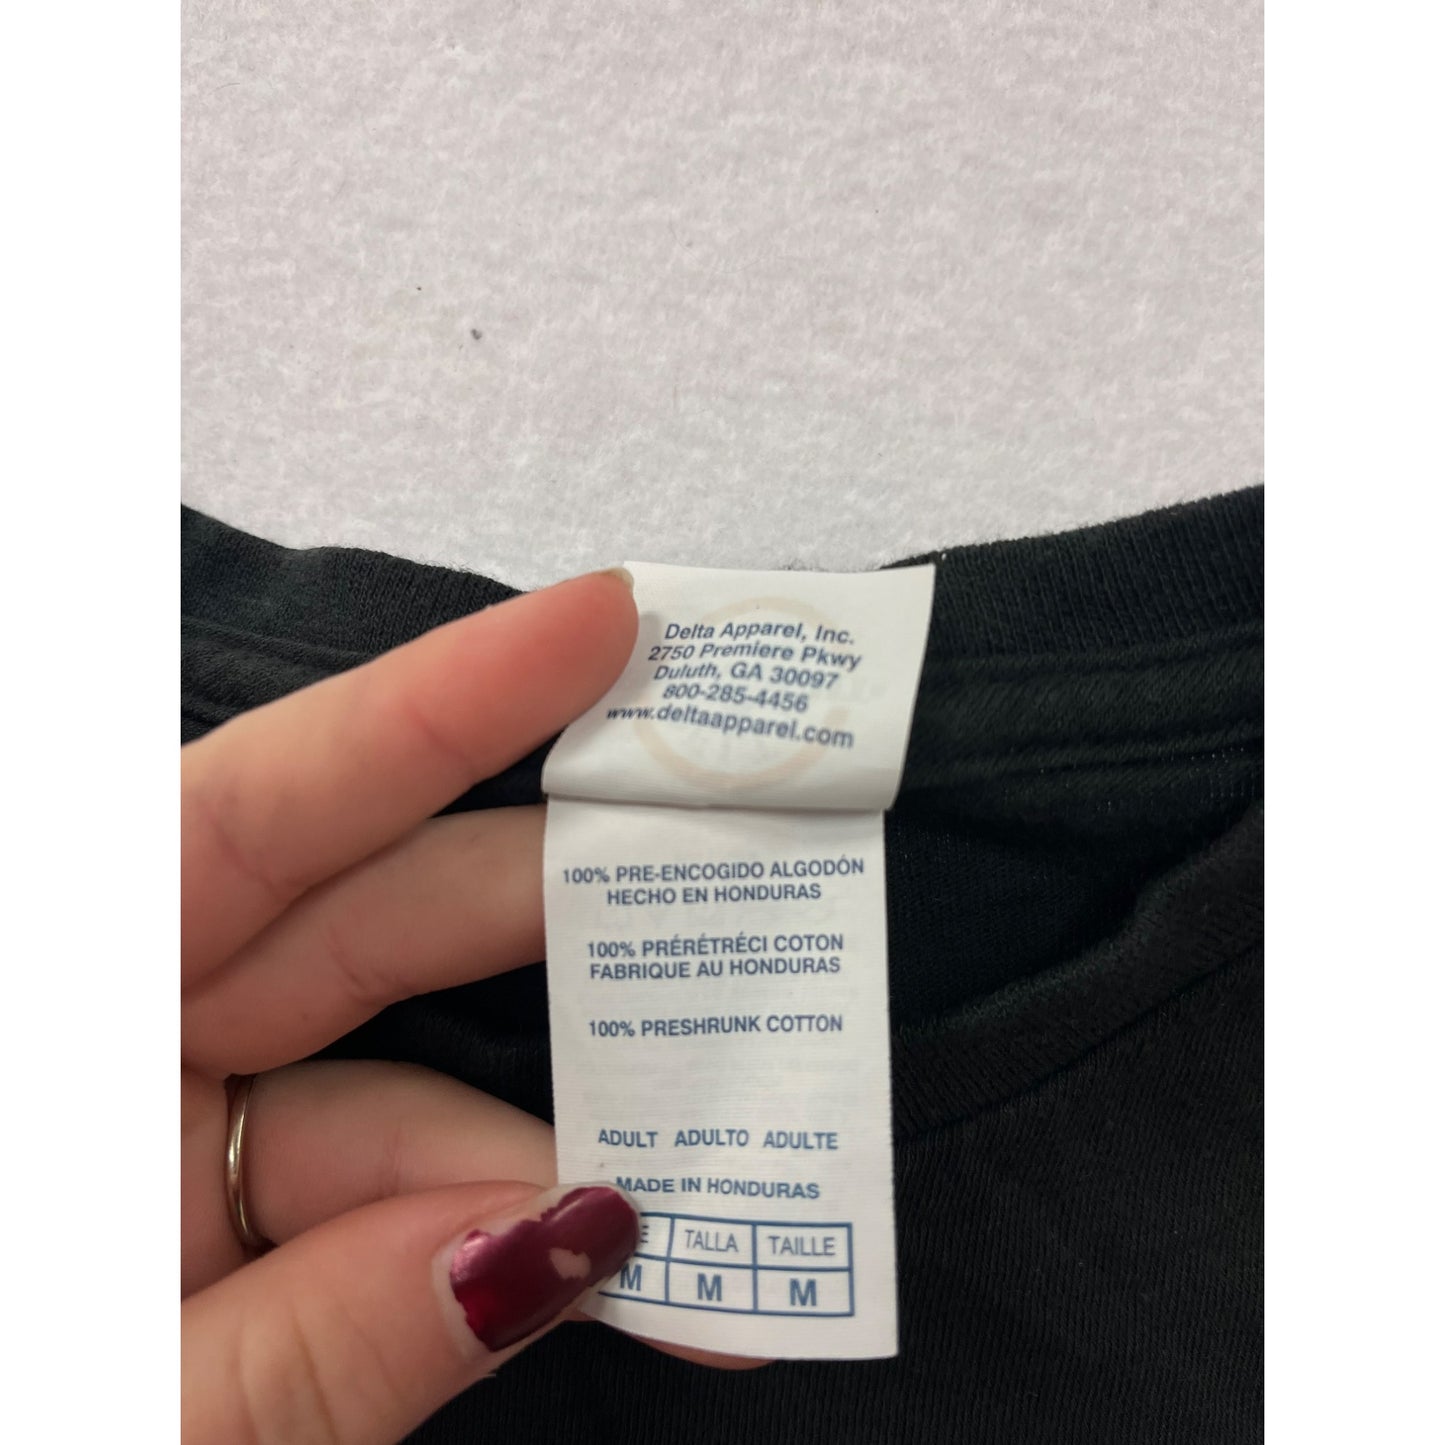 Delta Apparel, Inc.
2750 Premiere Pkwy
Duluth, GA 30097
800-285-4456
www.deltaapparel.com
100% PRE-ENCOGIDO ALGODÓN
HECHO EN HONDURAS
100% PRÉRÉTRÉCI COTON
FABRIQUE AU HONDURAS
100% PRESHRUNK COTTON
ADULT ADULTO ADULTE
MADE IN HONDURAS
TALLA TAILLE
M M M